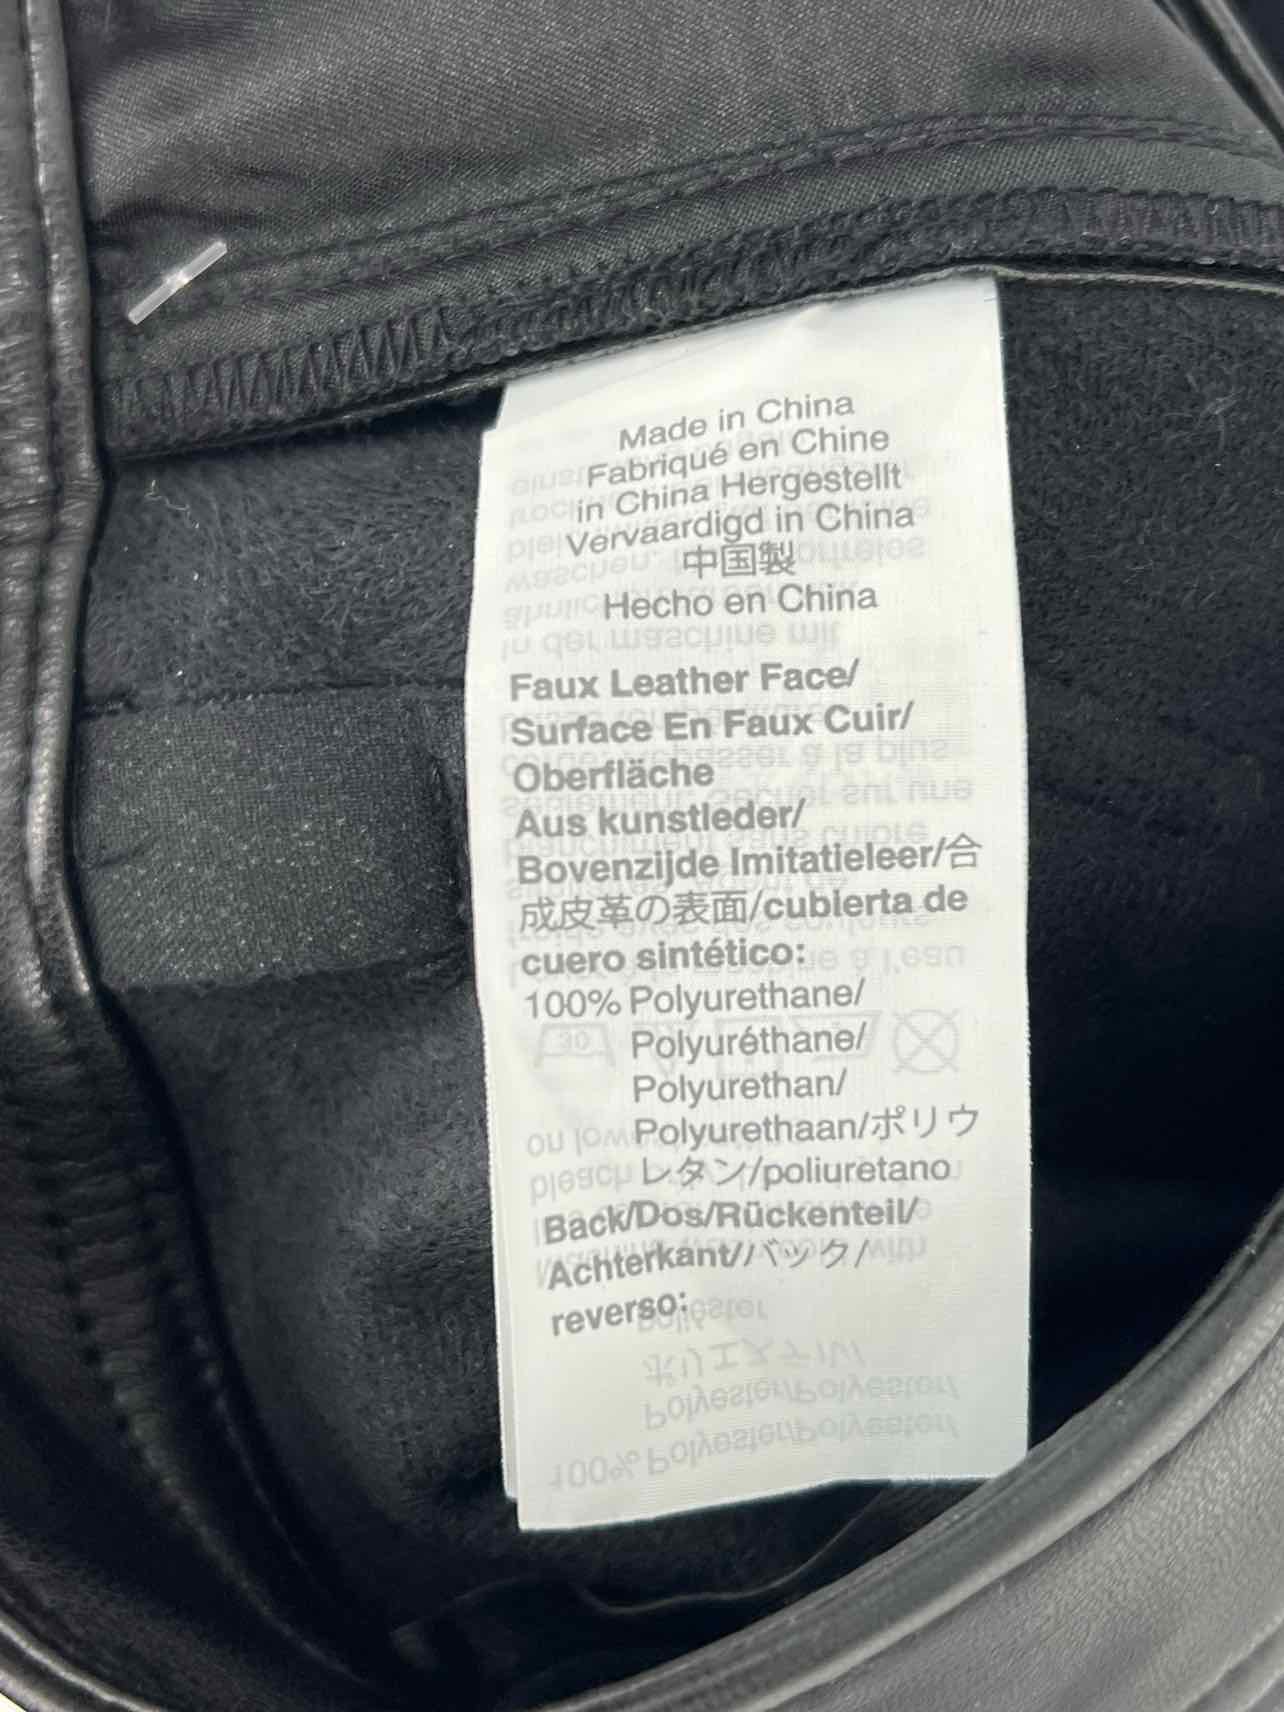 Made in China
Fabriqué en Chine
in China Hergestellt
Vervaardigd in China
中国製
Hecho en China
Faux Leather Face/
Surface En Faux Cuir/
Oberfläche
Aus kunstleder/
Bovenzijde Imitatieleer/合
成皮革の表面/cubierta de
cuero sintético:
100% Polyurethane/
Polyuréthane/
Polyurethan/
Polyurethaan/ポリウ
レタン/poliuretano
Back/Dos/Rückenteil/
Achterkant/バック/
reverso: